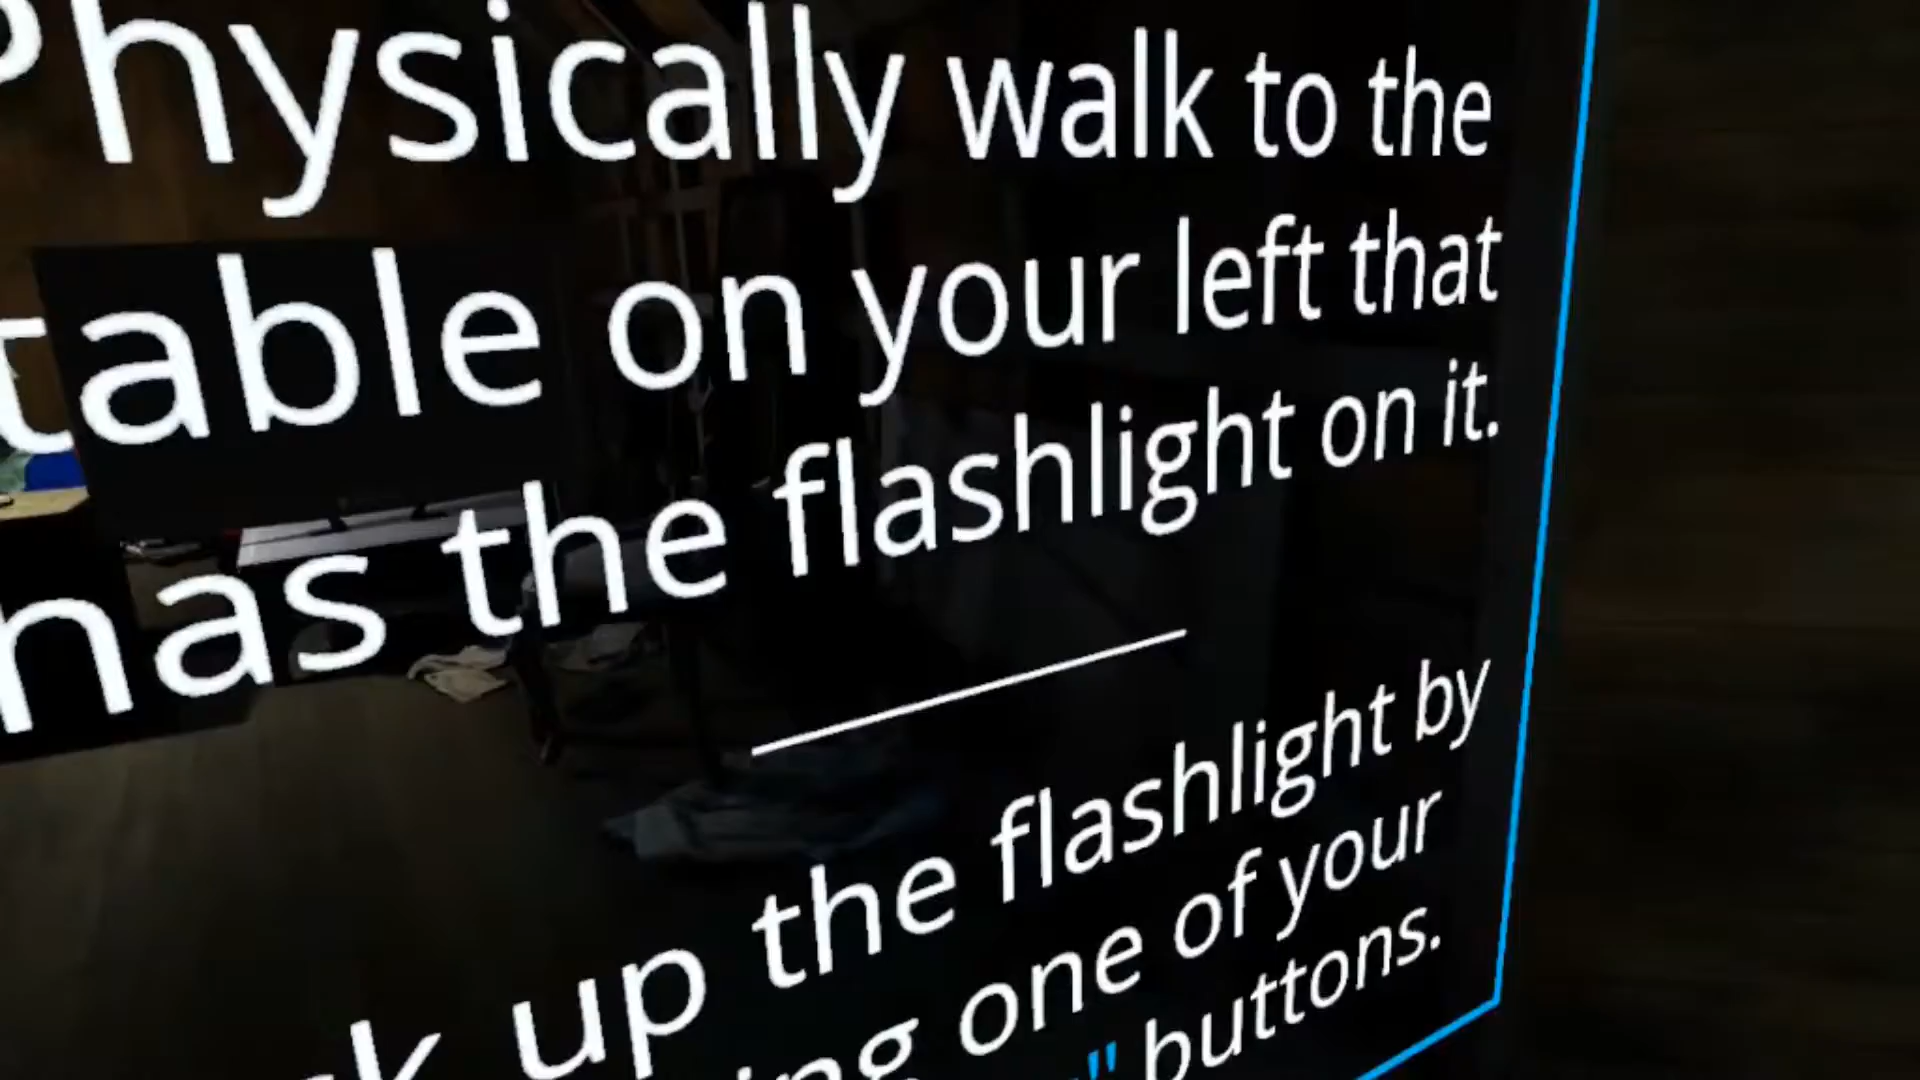 Physically walk to the
table on your left that
has the flashlight on it.
up the flashlight by
one of your
" buttons.